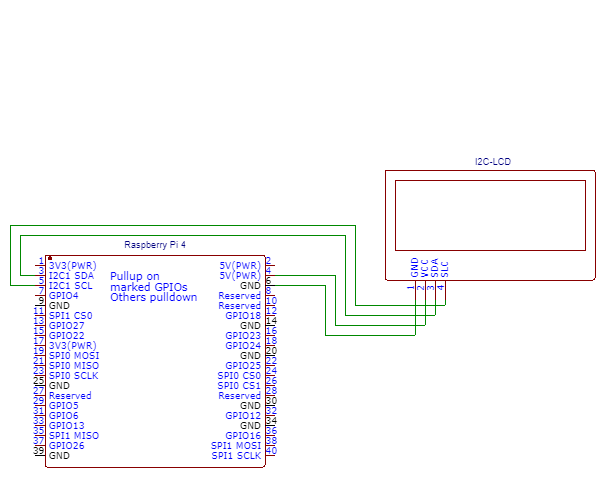 I2C-LCD
GND VCC SDA SLC
1 2 3 4
Raspberry Pi 4
Pullup on
marked GPIOs
Others pulldown
1 3V3(PWR) 5V(PWR) 2
3 I2C1 SDA 5V(PWR) 4
5 I2C1 SCL GND 6
7 GPIO4 Reserved 8
9 GND Reserved 10
11 SPI1 CS0 GPIO18 12
13 GPIO27 GND 14
15 GPIO22 GPIO23 16
17 3V3(PWR) GPIO24 18
19 SPI0 MOSI GND 20
21 SPI0 MISO GPIO25 22
23 SPI0 SCLK SPI0 CS0 24
25 GND SPI0 CS1 26
27 Reserved Reserved 28
29 GPIO5 GND 30
31 GPIO6 GPIO12 32
33 GPIO13 GND 34
35 SPI1 MISO GPIO16 36
37 GPIO26 SPI1 MOSI 38
39 GND SPI1 SCLK 40